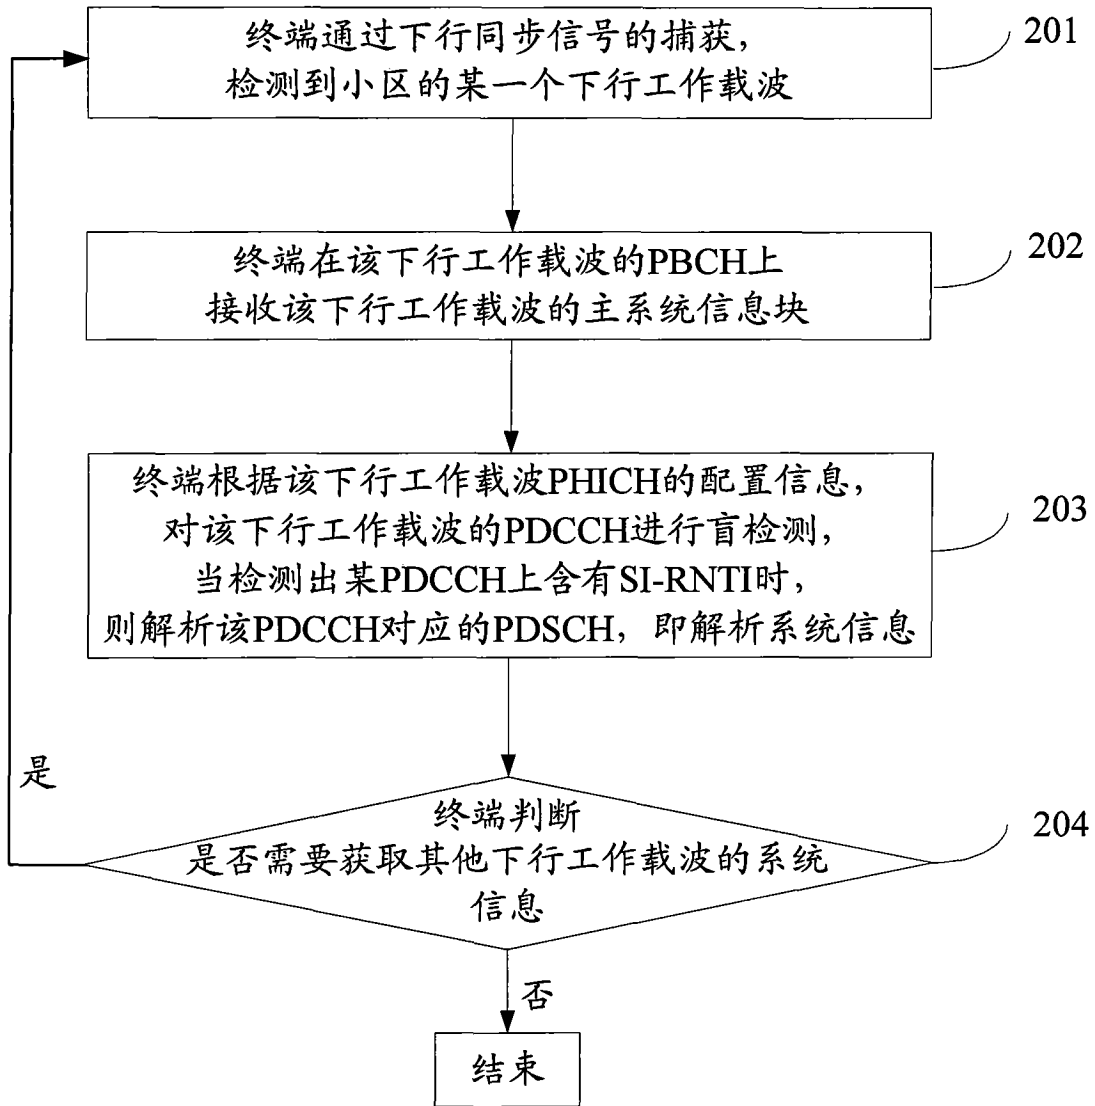 终端通过下行同步信号的捕获，
检测到小区的某一个下行工作载波
201
终端在该下行工作载波的PBCH上
接收该下行工作载波的主系统信息块
202
终端根据该下行工作载波PHICH的配置信息，
对该下行工作载波的PDCCH进行盲检测，
当检测出某PDCCH上含有SI-RNTI时，
则解析该PDCCH对应的PDSCH，即解析系统信息
203
是
终端判断
是否需要获取其他下行工作载波的系统
信息
204
否
结束